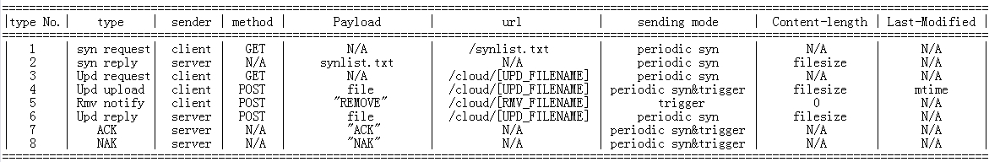 |type No.| type | sender | method | Payload | url | sending mode | Content-length | Last-Modified |
| 1 | syn request| client | GET | N/A | /synlist.txt | periodic syn | N/A | N/A |
| 2 | syn reply | server | N/A | synlist.txt | N/A | periodic syn | filesize | N/A |
| 3 | Upd request| client | GET | N/A | /cloud/[UPD_FILENAME] | periodic syn | N/A | N/A |
| 4 | Upd upload | client | POST | file | /cloud/[UPD_FILENAME] | periodic syn&trigger | filesize | mtime |
| 5 | Rmv notify | client | POST | "REMOVE" | /cloud/[RMV_FILENAME] | trigger | 0 | N/A |
| 6 | Upd reply | server | POST | file | /cloud/[UPD_FILENAME] | periodic syn | filesize | N/A |
| 7 | ACK | server | N/A | "ACK" | N/A | periodic syn&trigger | N/A | N/A |
| 8 | NAK | server | N/A | "NAK" | N/A | periodic syn&trigger | N/A | N/A |